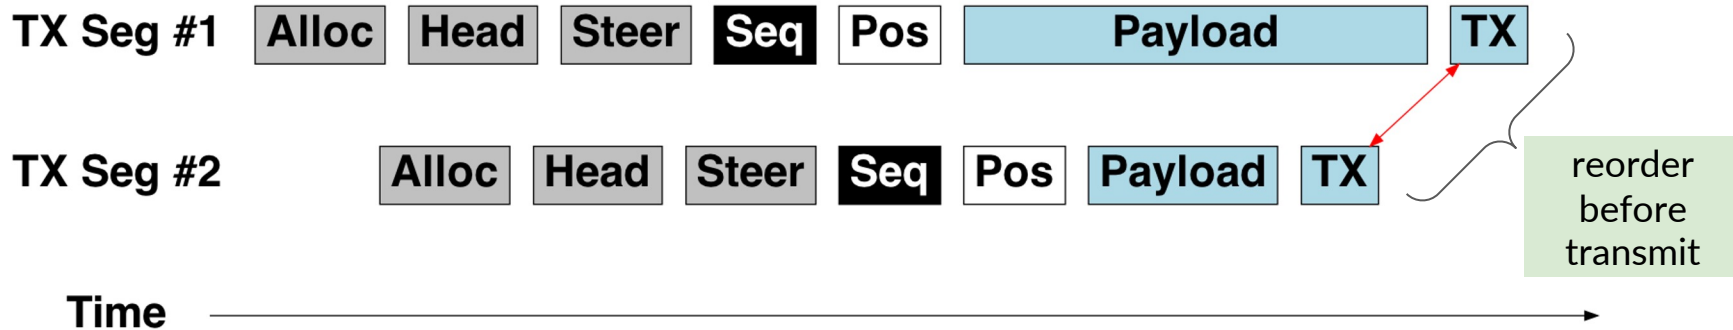 TX Seg #1 Alloc Head Steer Seq Pos Payload TX
TX Seg #2 Alloc Head Steer Seq Pos Payload TX
reorder
before
transmit
Time